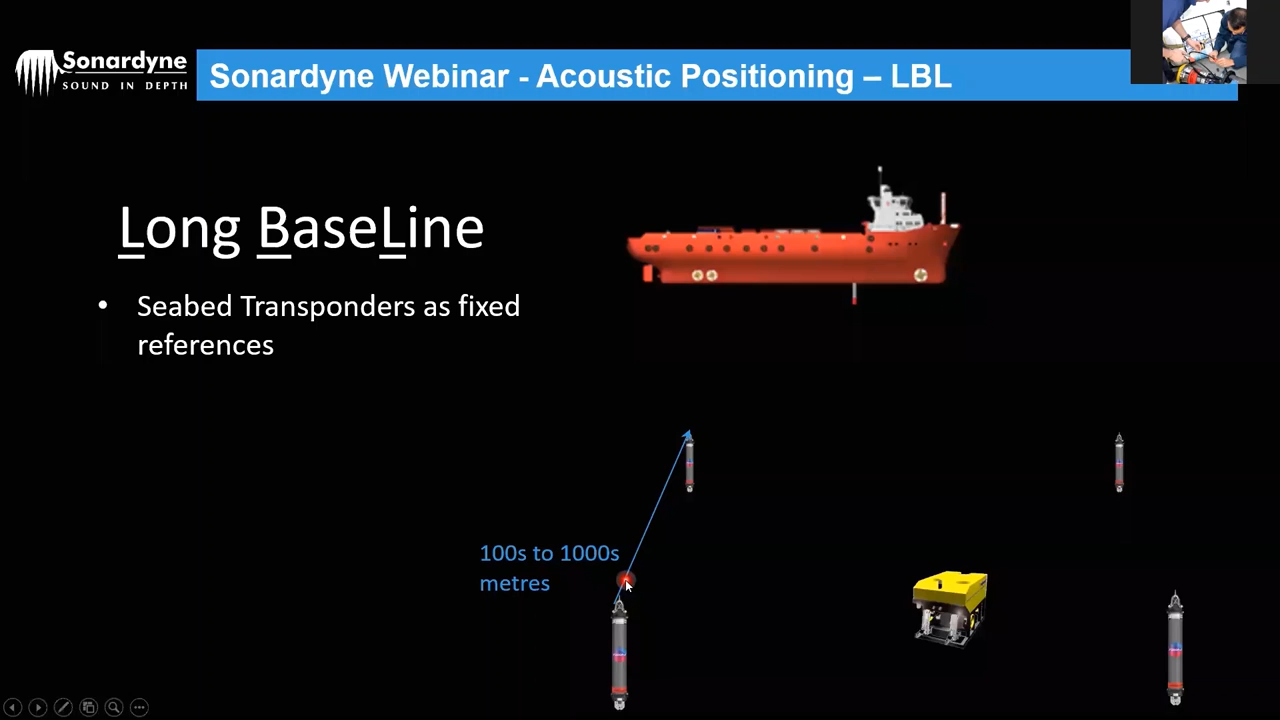 Sonardyne
SOUND IN DEPTH
Sonardyne Webinar - Acoustic Positioning – LBL
Long BaseLine
• Seabed Transponders as fixed
references
100s to 1000s
metres